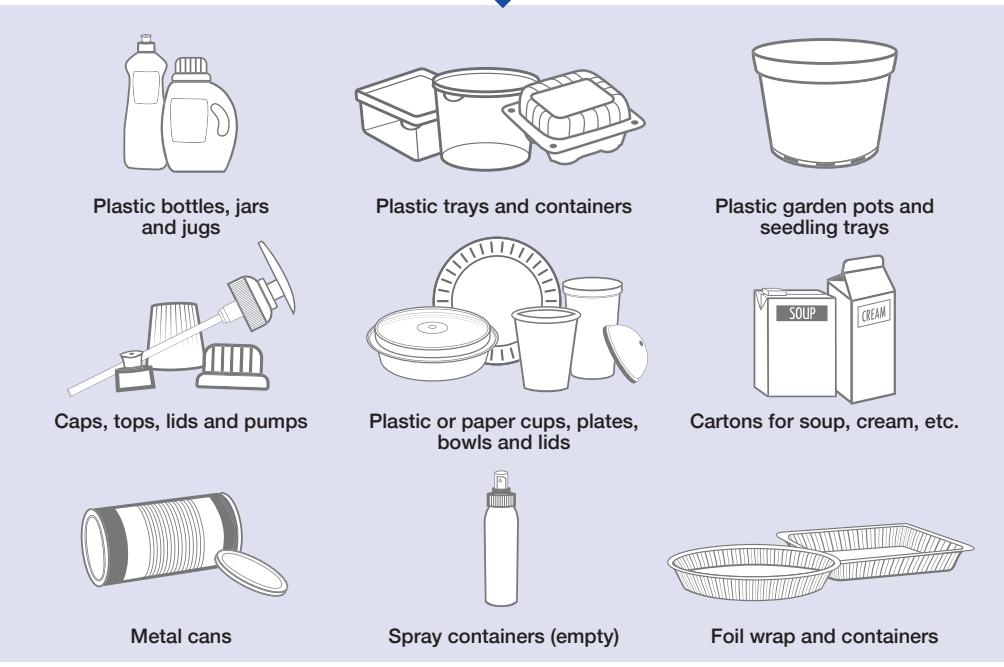 Plastic bottles, jars
and jugs
Plastic trays and containers
Plastic garden pots and
seedling trays
SOUP
CREAM
Caps, tops, lids and pumps
Plastic or paper cups, plates,
bowls and lids
Cartons for soup, cream, etc.
Metal cans
Spray containers (empty)
Foil wrap and containers